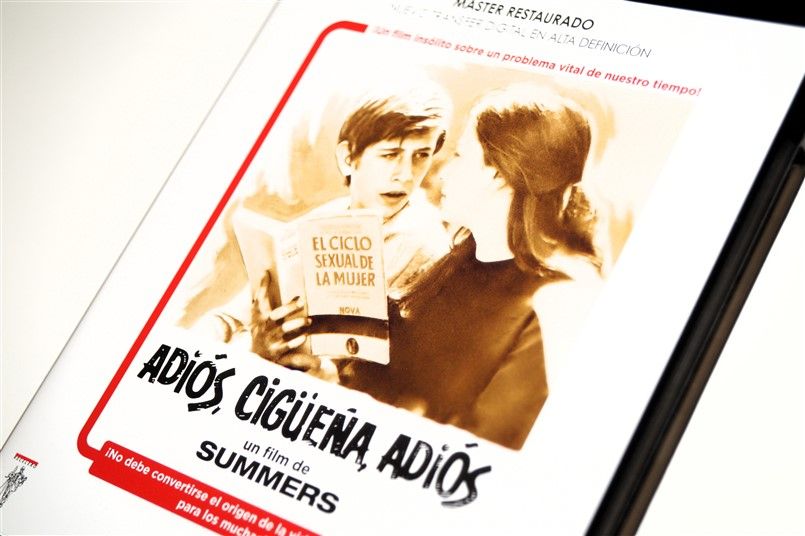 MÁSTER RESTAURADO
NUEVO TRANSFER DIGITAL EN ALTA DEFINICIÓN
¡Un film insólito sobre un problema vital de nuestro tiempo!
EL CICLO
SEXUAL DE
LA MUJER
NOVA
ADIÓS, CIGÜEÑA, ADIÓS
un film de
SUMMERS
¡No debe convertirse el origen de la
para los